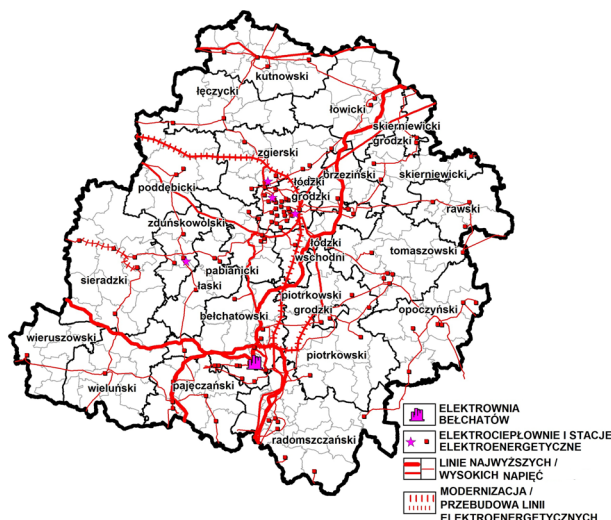 kutnowski
łęczycki
łowicki
skierniewicki
grodzki
zgierski
łódzki
grodzki
brzeziński
skierniewicki
poddębicki
rawski
zduńskowolski
łódzki
wschodni
tomaszowski
pabianicki
sieradzki
łaski
piotrkowski
grodzki
opoczyński
bełchatowski
wieruszowski
piotrkowski
wieluński
pajęczański
radomszczański
ELEKTROWNIA
BEŁCHATÓW
ELEKTROCIEPŁOWNIE I STACJE
ELEKTROENERGETYCZNE
LINIE NAJWYŻSZYCH /
WYSOKICH NAPIĘĆ
MODERNIZACJA /
PRZEBUDOWA LINII
ELEKTROENERGETYCZNYCH